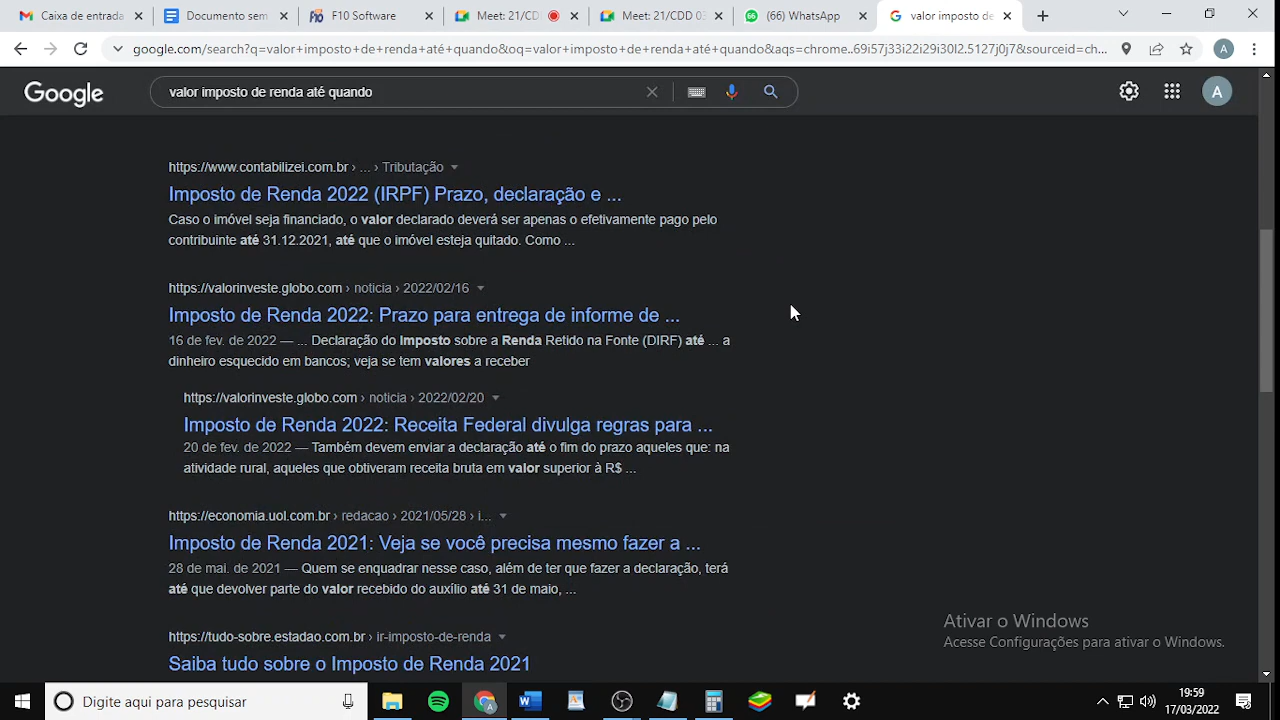 Caixa de entrada
Documento sem
F10 Software
Meet: 21/CD
Meet: 21/CDD 03
(66) WhatsApp
valor imposto de
google.com/search?q=valor+imposto+de+renda+até+quando&oq=valor+imposto+de+renda+até+quando&aqs=chrome..69i57j33i22i29i30l2.5127j0j7&sourceid=ch...
A
Google
valor imposto de renda até quando
A
https://www.contabilizei.com.br › ... › Tributação
Imposto de Renda 2022 (IRPF) Prazo, declaração e ...
Caso o imóvel seja financiado, o valor declarado deverá ser apenas o efetivamente pago pelo
contribuinte até 31.12.2021, até que o imóvel esteja quitado. Como ...
https://valorinveste.globo.com › noticia › 2022/02/16
Imposto de Renda 2022: Prazo para entrega de informe de ...
16 de fev. de 2022 — ... Declaração do Imposto sobre a Renda Retido na Fonte (DIRF) até ... a
dinheiro esquecido em bancos; veja se tem valores a receber
https://valorinveste.globo.com › noticia › 2022/02/20
Imposto de Renda 2022: Receita Federal divulga regras para ...
20 de fev. de 2022 — Também devem enviar a declaração até o fim do prazo aqueles que: na
atividade rural, aqueles que obtiveram receita bruta em valor superior à R$ ...
https://economia.uol.com.br › redacao › 2021/05/28 › i...
Imposto de Renda 2021: Veja se você precisa mesmo fazer a ...
28 de mai. de 2021 — Quem se enquadrar nesse caso, além de ter que fazer a declaração, terá
até que devolver parte do valor recebido do auxílio até 31 de maio, ...
https://tudo-sobre.estadao.com.br › ir-imposto-de-renda
Saiba tudo sobre o Imposto de Renda 2021
Ativar o Windows
Acesse Configurações para ativar o Windows.
Digite aqui para pesquisar
19:59
17/03/2022